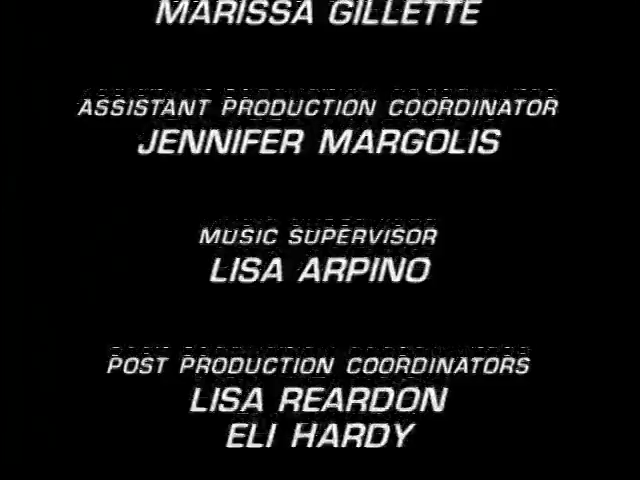 MARISSA GILLETTE
ASSISTANT PRODUCTION COORDINATOR
JENNIFER MARGOLIS
MUSIC SUPERVISOR
LISA ARPINO
POST PRODUCTION COORDINATORS
LISA REARDON
ELI HARDY